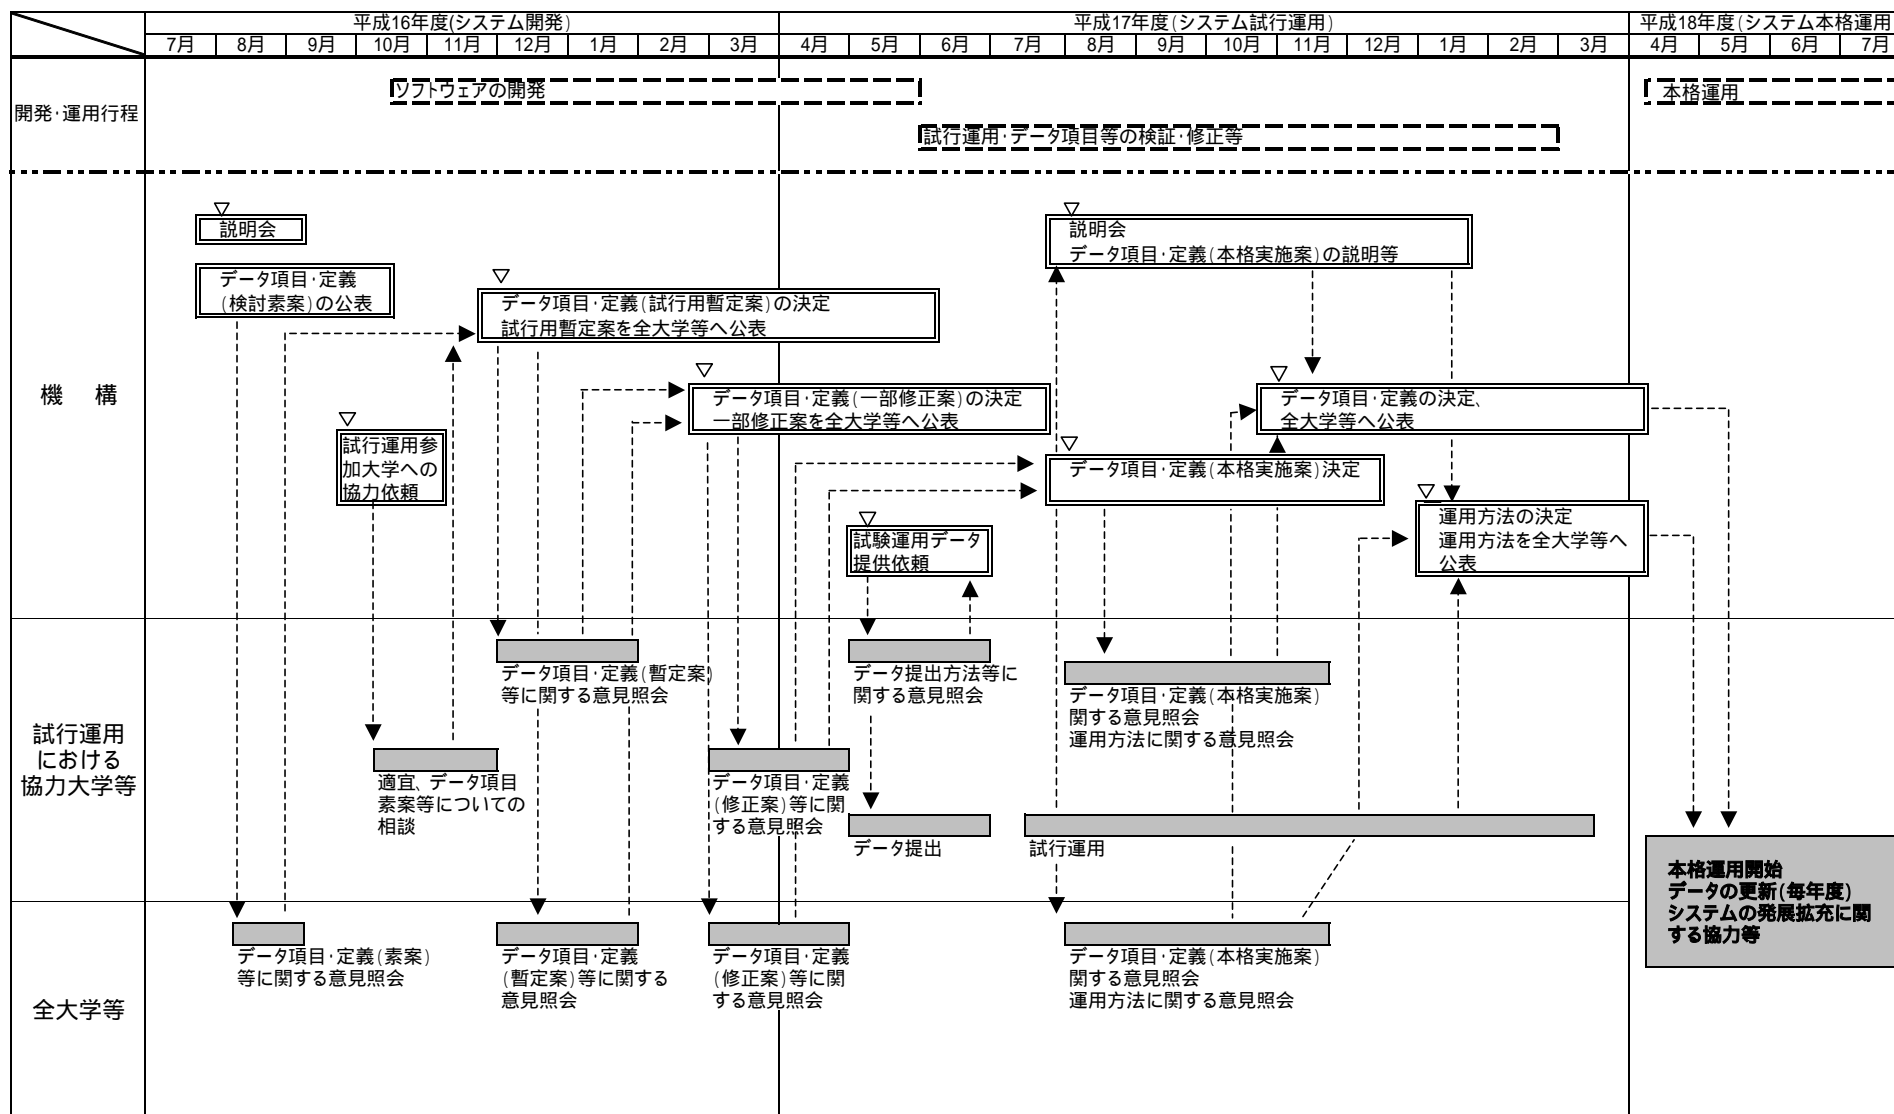 平成16年度(システム開発)
平成17年度(システム試行運用)
平成18年度(システム本格運用
7月 8月 9月 10月 11月 12月 1月 2月 3月 4月 5月 6月 7月 8月 9月 10月 11月 12月 1月 2月 3月 4月 5月 6月 7月
開発・運用行程
ソフトウェアの開発
本格運用
試行運用・データ項目等の検証・修正等
機 構
説明会
データ項目・定義
(検討素案)の公表
試行運用参
加大学への
協力依頼
データ項目・定義(試行用暫定案)の決定
試行用暫定案を全大学等へ公表
データ項目・定義(一部修正案)の決定
一部修正案を全大学等へ公表
試験運用データ
提供依頼
説明会
データ項目・定義(本格実施案)の説明等
データ項目・定義(本格実施案)決定
データ項目・定義の決定、
全大学等へ公表
運用方法の決定
運用方法を全大学等へ
公表
試行運用
における
協力大学等
適宜、データ項目
素案等についての
相談
データ項目・定義(暫定案)
等に関する意見照会
データ項目・定義
(修正案)等に関
する意見照会
データ提出方法等に
関する意見照会
データ提出
データ項目・定義(本格実施案)
関する意見照会
運用方法に関する意見照会
試行運用
本格運用開始
データの更新(毎年度)
システムの発展拡充に関
する協力等
全大学等
データ項目・定義(素案)
等に関する意見照会
データ項目・定義
(暫定案)等に関する
意見照会
データ項目・定義
(修正案)等に関
する意見照会
データ項目・定義(本格実施案)
関する意見照会
運用方法に関する意見照会